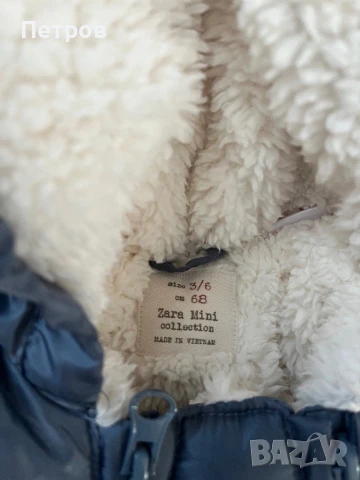 Петров
size 3/6
cm 68
Zara Mini
collection
MADE IN VIETNAM
BAZAR